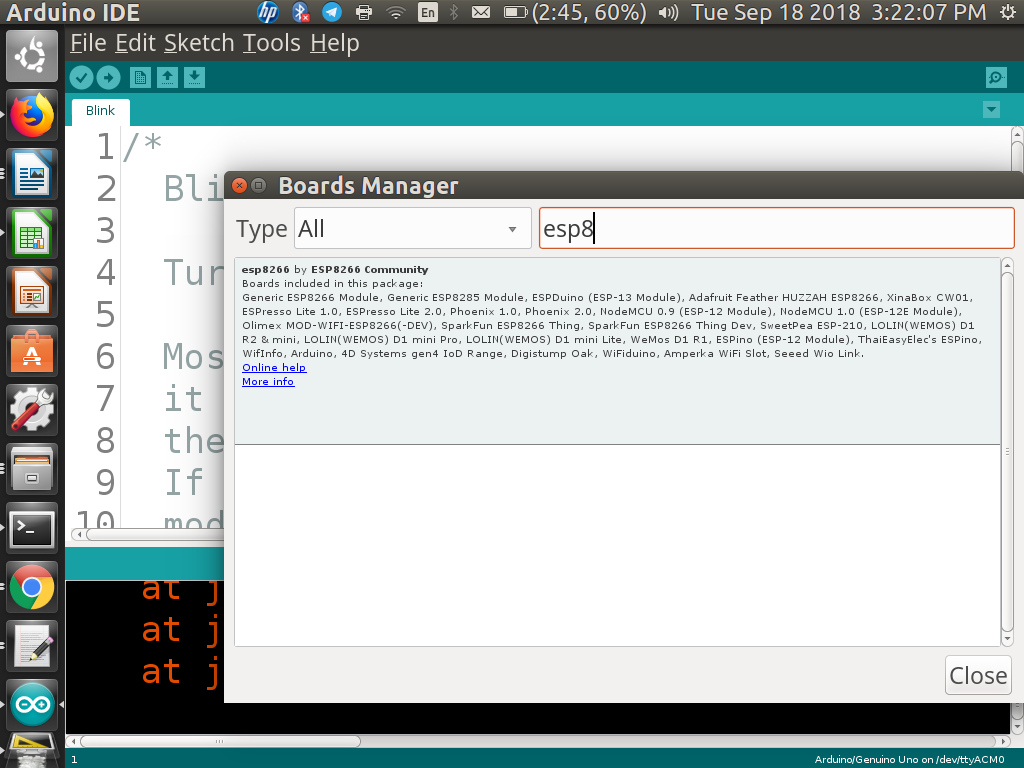 Arduino IDE
hp
En
(2:45, 60%)
Tue Sep 18 2018 3:22:07 PM
File Edit Sketch Tools Help
Blink
1 /*
2 Bli
3
4 Tur
5
6 Mos
7 it
8 the
9 If
10 mod
Boards Manager
Type All esp8
esp8266 by ESP8266 Community
Boards included in this package:
Generic ESP8266 Module, Generic ESP8285 Module, ESPDuino (ESP-13 Module), Adafruit Feather HUZZAH ESP8266, XinaBox CW01,
ESPresso Lite 1.0, ESPresso Lite 2.0, Phoenix 1.0, Phoenix 2.0, NodeMCU 0.9 (ESP-12 Module), NodeMCU 1.0 (ESP-12E Module),
Olimex MOD-WIFI-ESP8266(-DEV), SparkFun ESP8266 Thing, SparkFun ESP8266 Thing Dev, SweetPea ESP-210, LOLIN(WEMOS) D1
R2 & mini, LOLIN(WEMOS) D1 mini Pro, LOLIN(WEMOS) D1 mini Lite, WeMos D1 R1, ESPino (ESP-12 Module), ThaiEasyElec's ESPino,
WifInfo, Arduino, 4D Systems gen4 IoD Range, Digistump Oak, WiFiduino, Amperka WiFi Slot, Seeed Wio Link.
Online help
More info
Close
at j
at j
at j
1
Arduino/Genuino Uno on /dev/ttyACM0